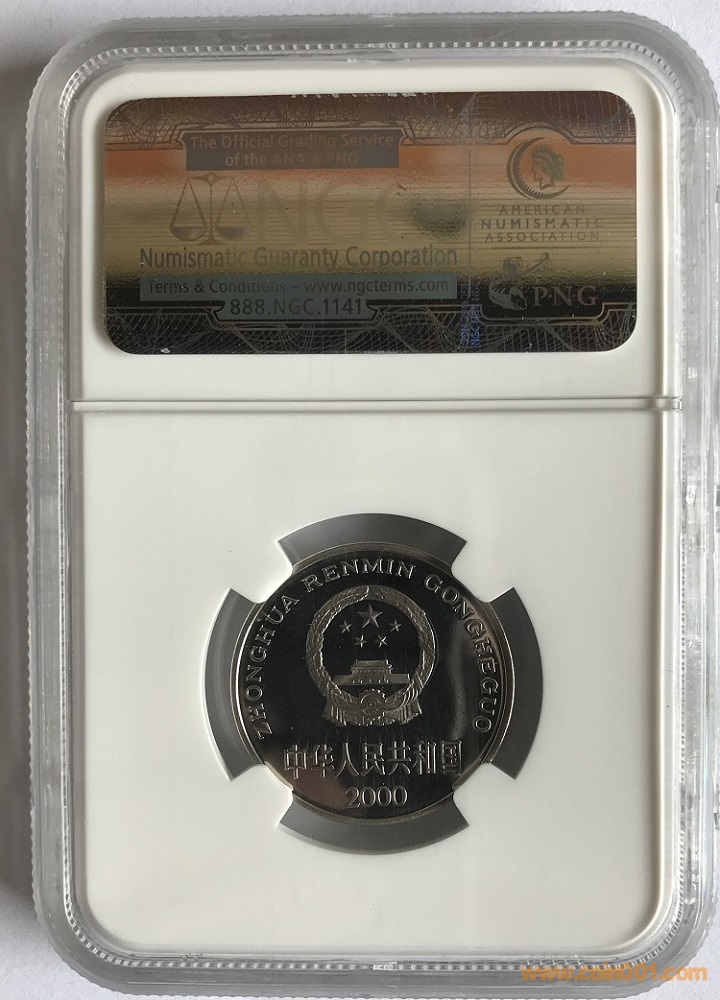 The Official Grading Service
of the ANA & PNG
NGC
Numismatic Guaranty Corporation
Terms & Conditions – www.ngcterms.com
888.NGC.1141
AMERICAN
NUMISMATIC
ASSOCIATION
PNG
ZHONGHUA RENMIN GONGHEGUO
中华人民共和国
2000
www.coin001.com